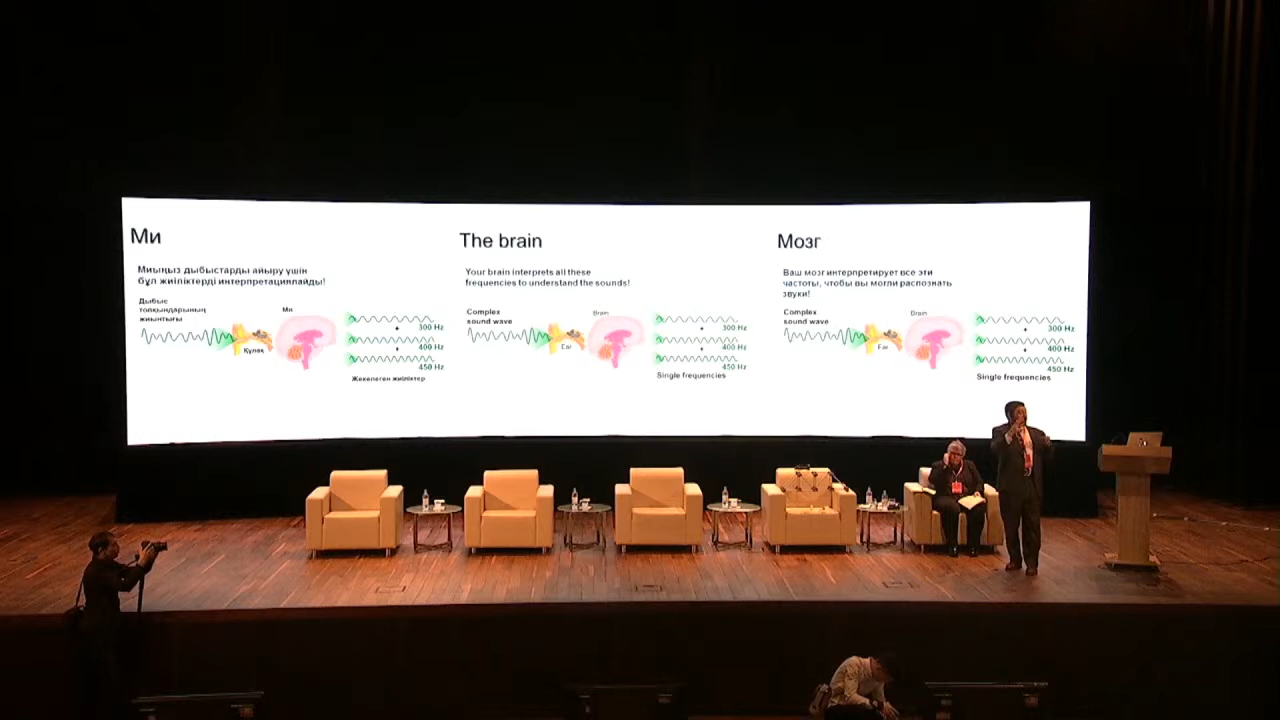 Ми
Миыңыз дыбыстарды айыру үшін
бұл жиіліктерді интерпретациялайды!
Дыбыс
толқындарының
жиынтығы
Ми
Құлақ
300 Hz
+
400 Hz
+
450 Hz
Жекелеген жиіліктер
The brain
Your brain interprets all these
frequencies to understand the sounds!
Complex
sound wave
Brain
Ear
300 Hz
+
400 Hz
+
450 Hz
Single frequencies
Мозг
Ваш мозг интерпретирует все эти
частоты, чтобы вы могли распознать
звуки!
Complex
sound wave
Brain
Ear
300 Hz
+
400 Hz
+
450 Hz
Single frequencies